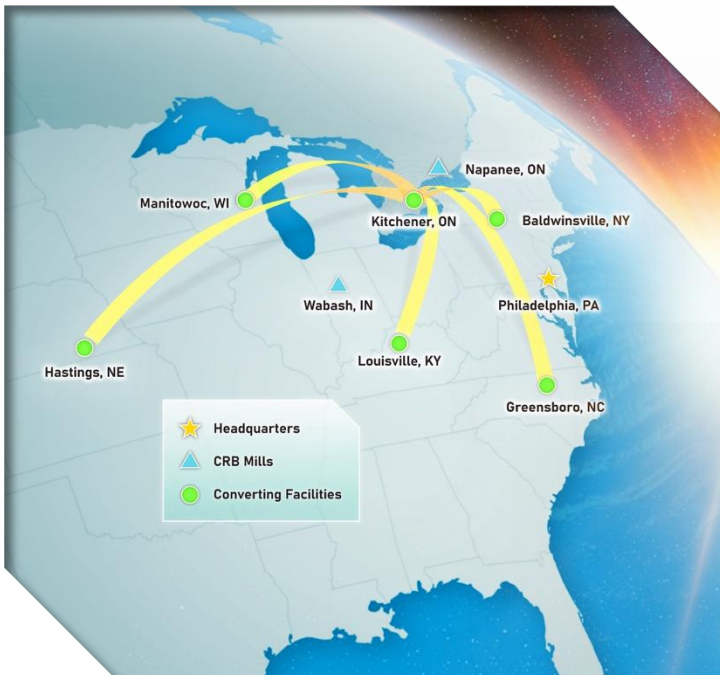 Napanee, ON
Manitowoc, WI
Kitchener, ON
Baldwinsville, NY
Wabash, IN
Philadelphia, PA
Hastings, NE
Louisville, KY
Greensboro, NC
Headquarters
CRB Mills
Converting Facilities